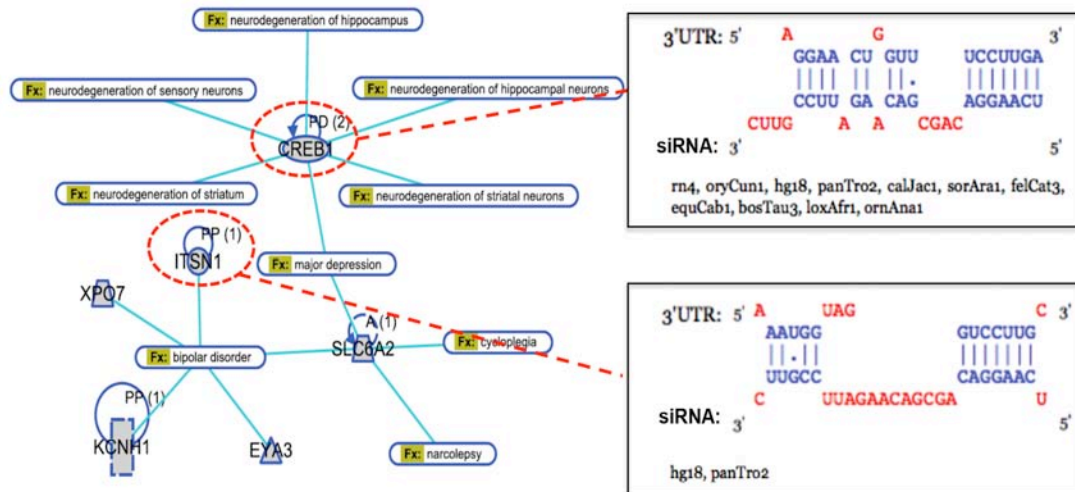 Fx: neurodegeneration of hippocampus
Fx: neurodegeneration of sensory neurons
Fx: neurodegeneration of hippocampal neurons
PD (2)
CREB1
Fx: neurodegeneration of striatum
Fx: neurodegeneration of striatal neurons
PP (1)
ITSN1
Fx: major depression
XPO7
A (1)
SLC6A2
Fx: cycloplegia
Fx: bipolar disorder
PP (1)
KCNH1
EYA3
Fx: narcolepsy
3'UTR: 5' A G 3'
GGAA CU GUU UCCUUGA
CCUU GA CAG AGGAACU
CUUG A A CGAC
siRNA: 3' 5'
rn4, oryCun1, hg18, panTro2, calJac1, sorAra1, felCat3,
equCab1, bosTau3, loxAfr1, ornAna1
3'UTR: 5' A UAG C 3'
AAUGG GUCCUUG
UUGCC CAGGAAC
C UUAGAACAGCGA U
siRNA: 3' 5'
hg18, panTro2